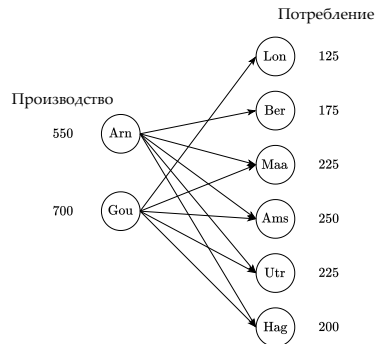 Потребление
Lon 125
Производство
Ber 175
550 Arn
Maa 225
700 Gou
Ams 250
Utr 225
Hag 200